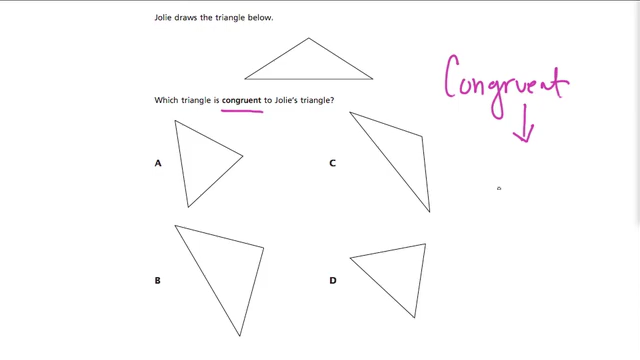 Jolie draws the triangle below.
Congruent
Which triangle is congruent to Jolie's triangle?
A
C
B
D